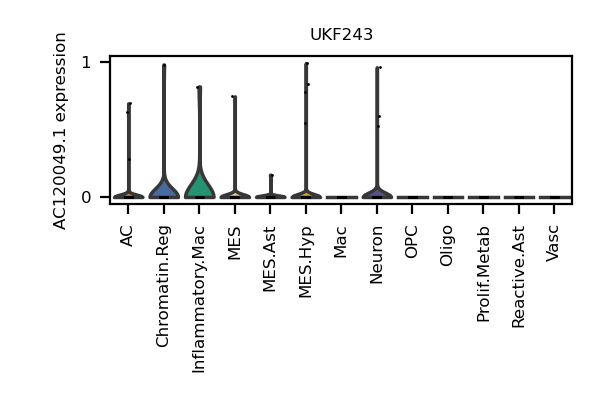 UKF243
AC120049.1 expression
1
0
AC
Chromatin.Reg
Inflammatory.Mac
MES
MES.Ast
MES.Hyp
Mac
Neuron
OPC
Oligo
Prolif.Metab
Reactive.Ast
Vasc